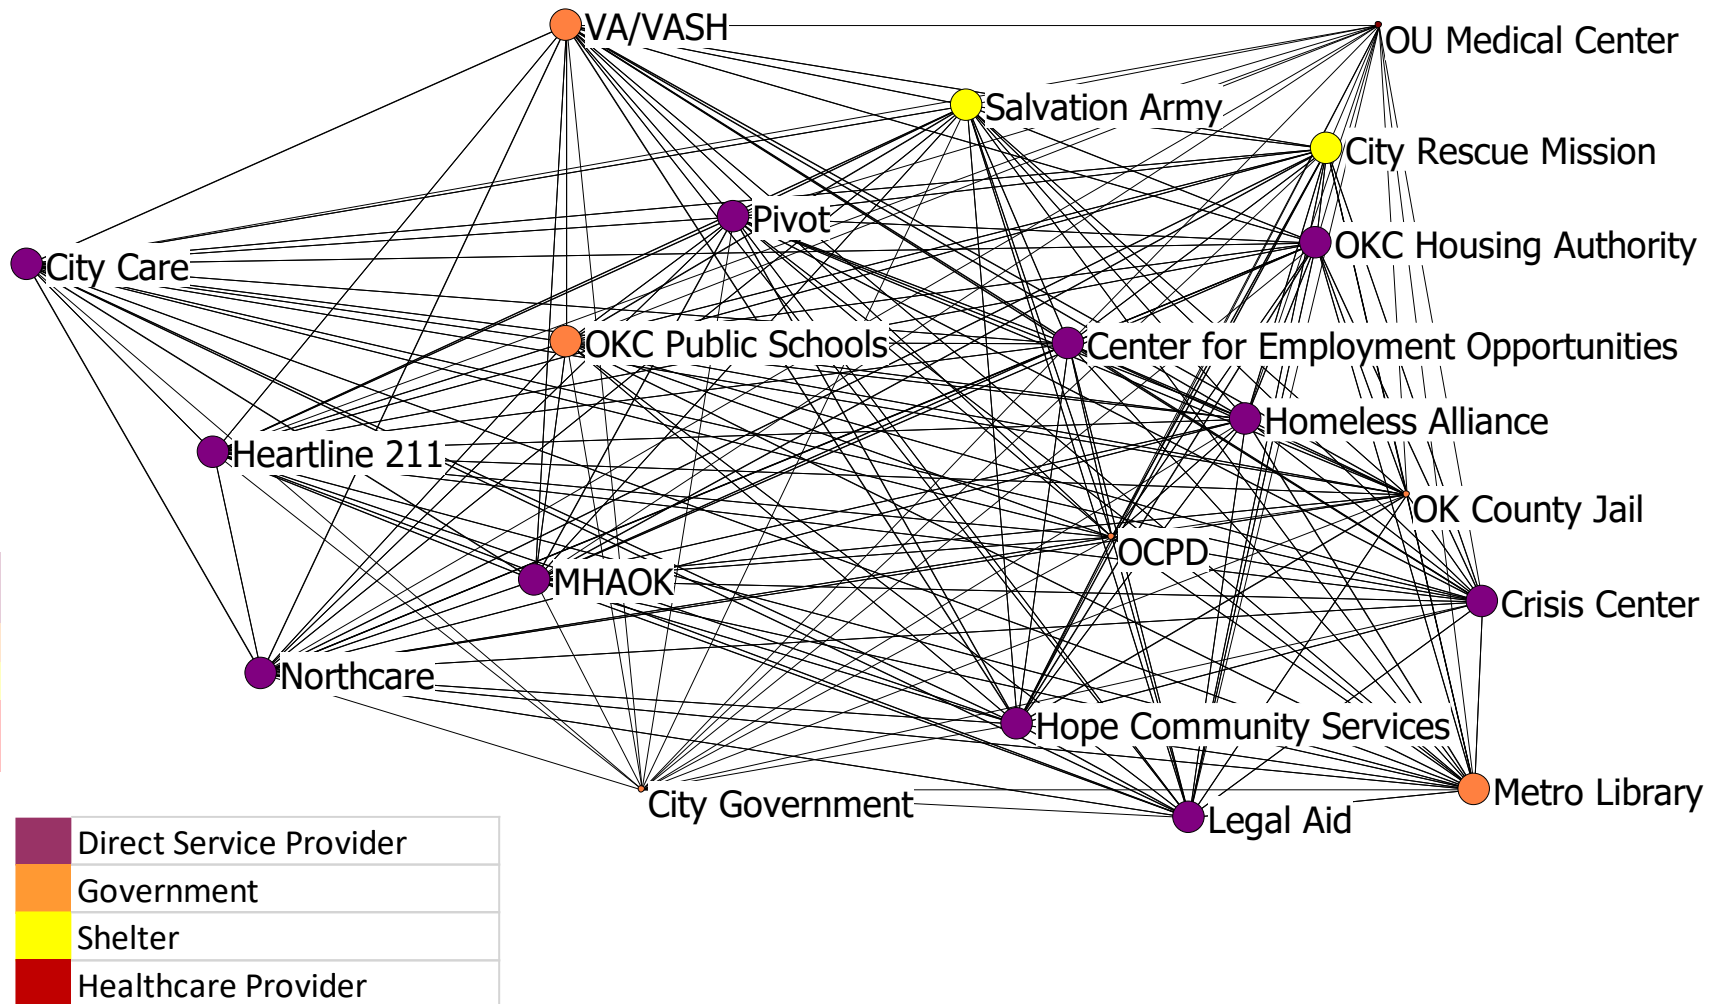 VA/VASH
OU Medical Center
Salvation Army
City Rescue Mission
Pivot
OKC Housing Authority
City Care
OKC Public Schools
Center for Employment Opportunities
Homeless Alliance
Heartline 211
OK County Jail
OCPD
MHAOK
Crisis Center
Northcare
Hope Community Services
City Government
Legal Aid
Metro Library
Direct Service Provider
Government
Shelter
Healthcare Provider